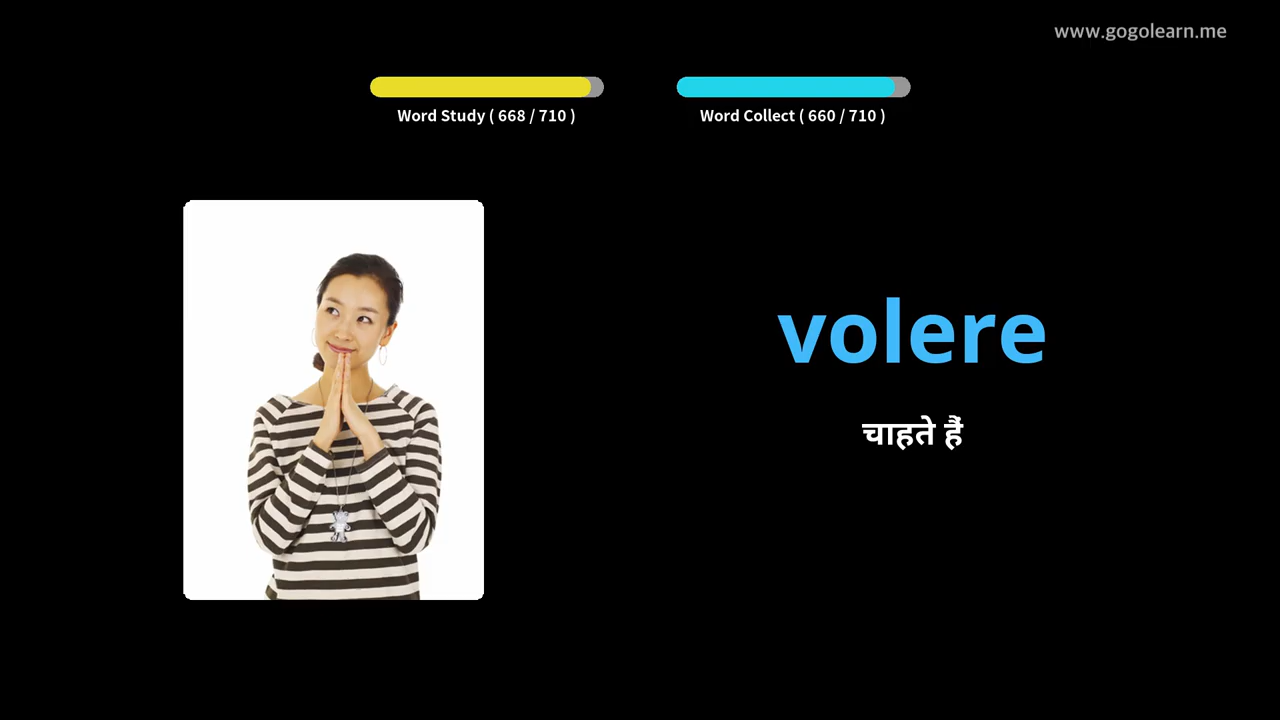 www.gogolearn.me
Word Study ( 668 / 710 )
Word Collect ( 660 / 710 )
volere
चाहते हैं